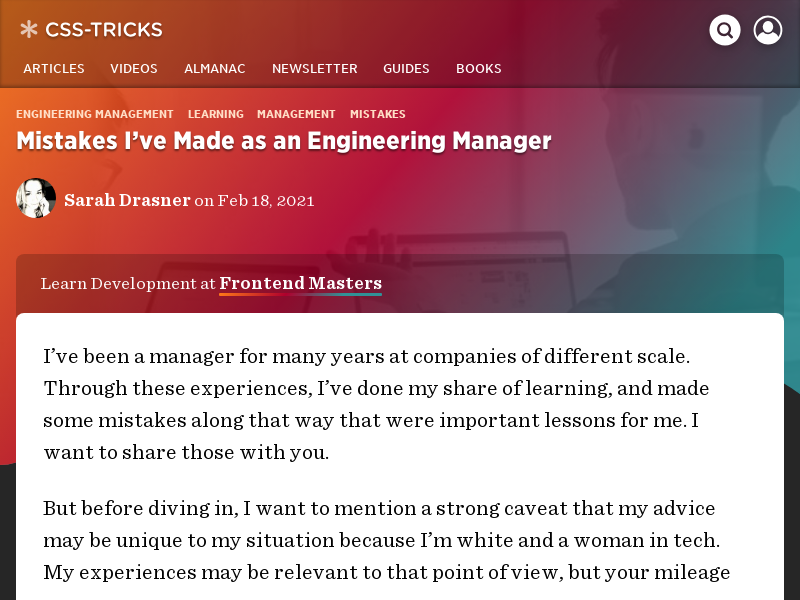 CSS-TRICKS
ARTICLES VIDEOS ALMANAC NEWSLETTER GUIDES BOOKS
ENGINEERING MANAGEMENT LEARNING MANAGEMENT MISTAKES
Mistakes I’ve Made as an Engineering Manager
Sarah Drasner on Feb 18, 2021
Learn Development at Frontend Masters
I’ve been a manager for many years at companies of different scale.
Through these experiences, I’ve done my share of learning, and made
some mistakes along that way that were important lessons for me. I
want to share those with you.
But before diving in, I want to mention a strong caveat that my advice
may be unique to my situation because I’m white and a woman in tech.
My experiences may be relevant to that point of view, but your mileage